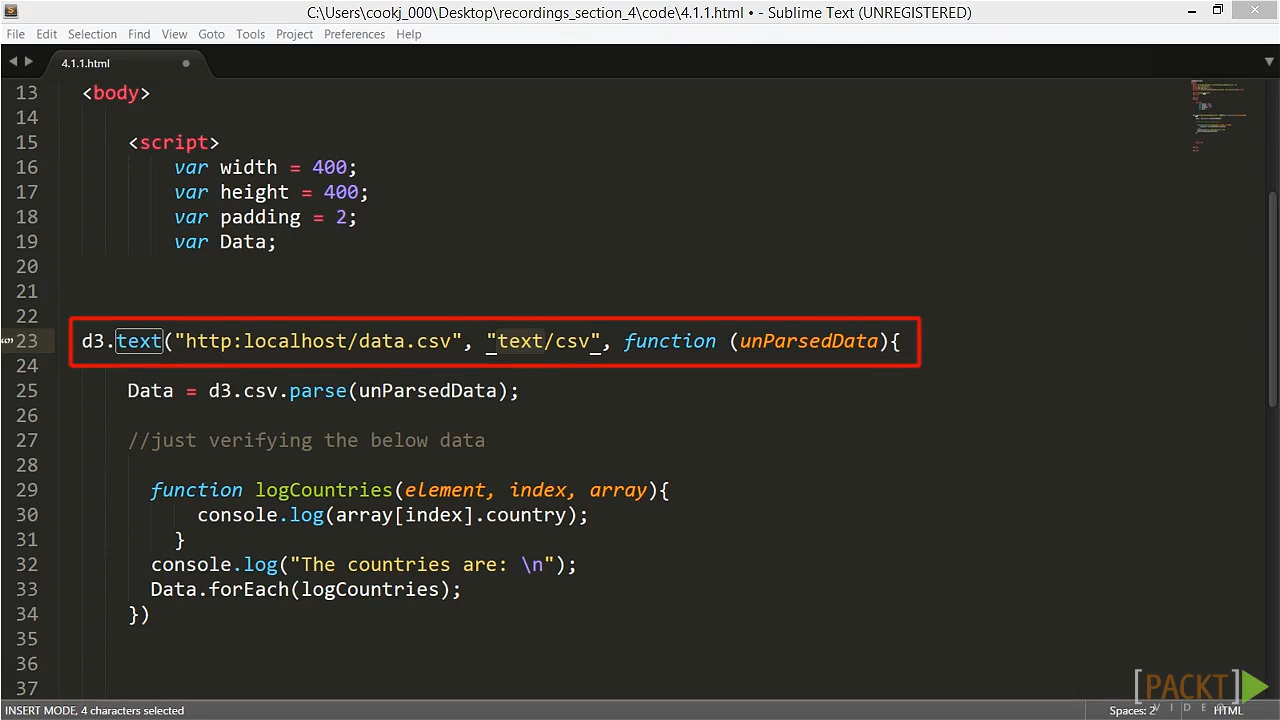 C:\Users\cookj_000\Desktop\recordings_section_4\code\4.1.1.html • - Sublime Text (UNREGISTERED)
File Edit Selection Find View Goto Tools Project Preferences Help
4.1.1.html
13 <body>
14
15 <script>
16 var width = 400;
17 var height = 400;
18 var padding = 2;
19 var Data;
20
21
22
23 d3.text("http:localhost/data.csv", "text/csv", function (unParsedData){
24
25 Data = d3.csv.parse(unParsedData);
26
27 //just verifying the below data
28
29 function logCountries(element, index, array){
30 console.log(array[index].country);
31 }
32 console.log("The countries are: \n");
33 Data.forEach(logCountries);
34 })
35
36
37
[PACKT]
VIDEO
INSERT MODE, 4 characters selected
Spaces: 2
HTML